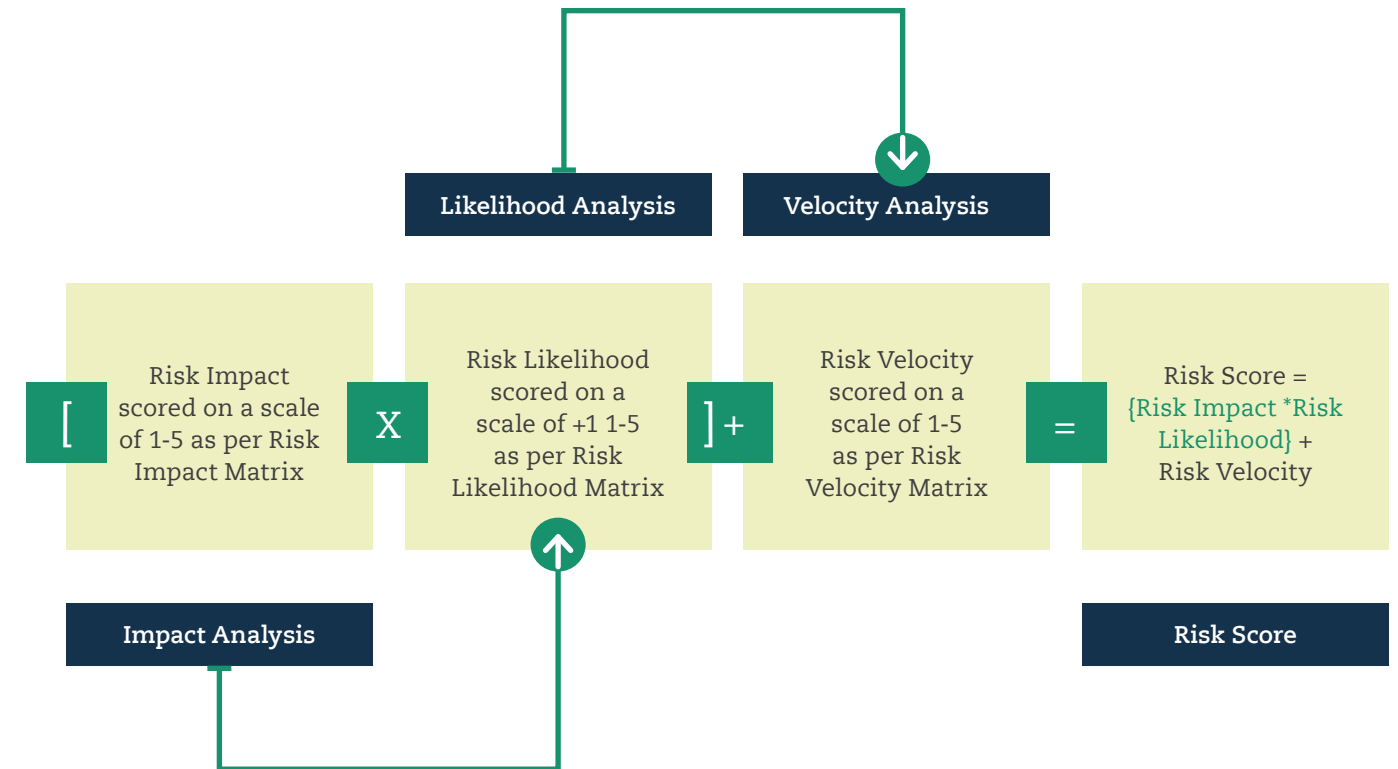 Likelihood Analysis
Velocity Analysis
[
Risk Impact
scored on a scale
of 1-5 as per Risk
Impact Matrix
X
Risk Likelihood
scored on a
scale of +1 1-5
as per Risk
Likelihood Matrix
]+
Risk Velocity
scored on a
scale of 1-5
as per Risk
Velocity Matrix
=
Risk Score =
{Risk Impact *Risk
Likelihood} +
Risk Velocity
Impact Analysis
Risk Score